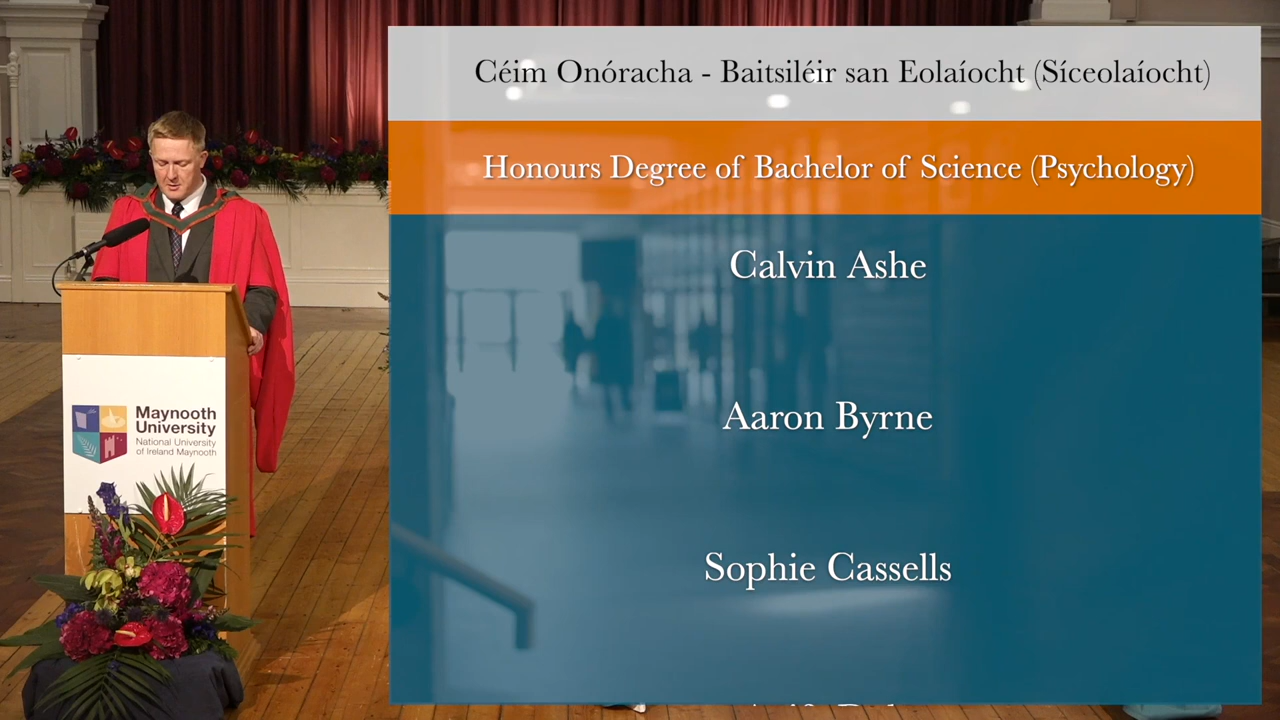 Céim Onóracha - Baitsiléir san Eolaíocht (Síceolaíocht)
Honours Degree of Bachelor of Science (Psychology)
Calvin Ashe
Aaron Byrne
Sophie Cassells
Maynooth
University
National University
of Ireland Maynooth